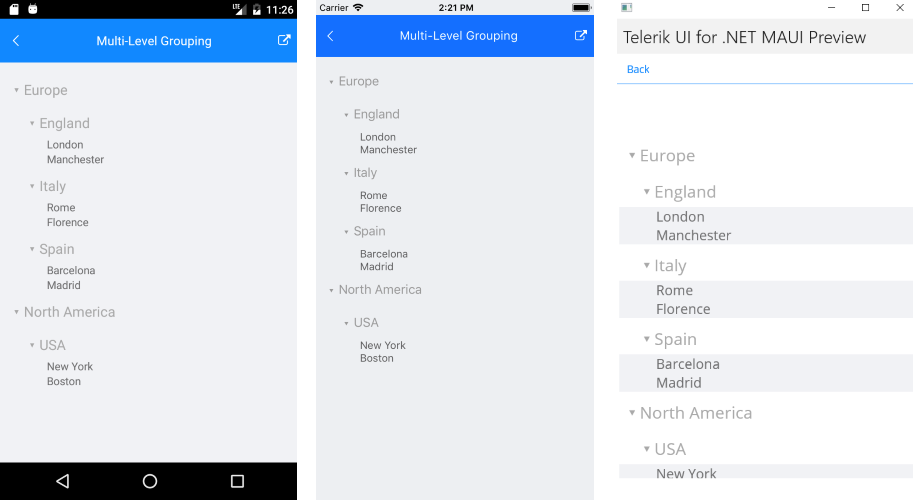 LTE 11:26
Multi-Level Grouping
Europe
England
London
Manchester
Italy
Rome
Florence
Spain
Barcelona
Madrid
North America
USA
New York
Boston
Carrier 2:21 PM
Multi-Level Grouping
Europe
England
London
Manchester
Italy
Rome
Florence
Spain
Barcelona
Madrid
North America
USA
New York
Boston
Telerik UI for .NET MAUI Preview
Back
Europe
England
London
Manchester
Italy
Rome
Florence
Spain
Barcelona
Madrid
North America
USA
New York